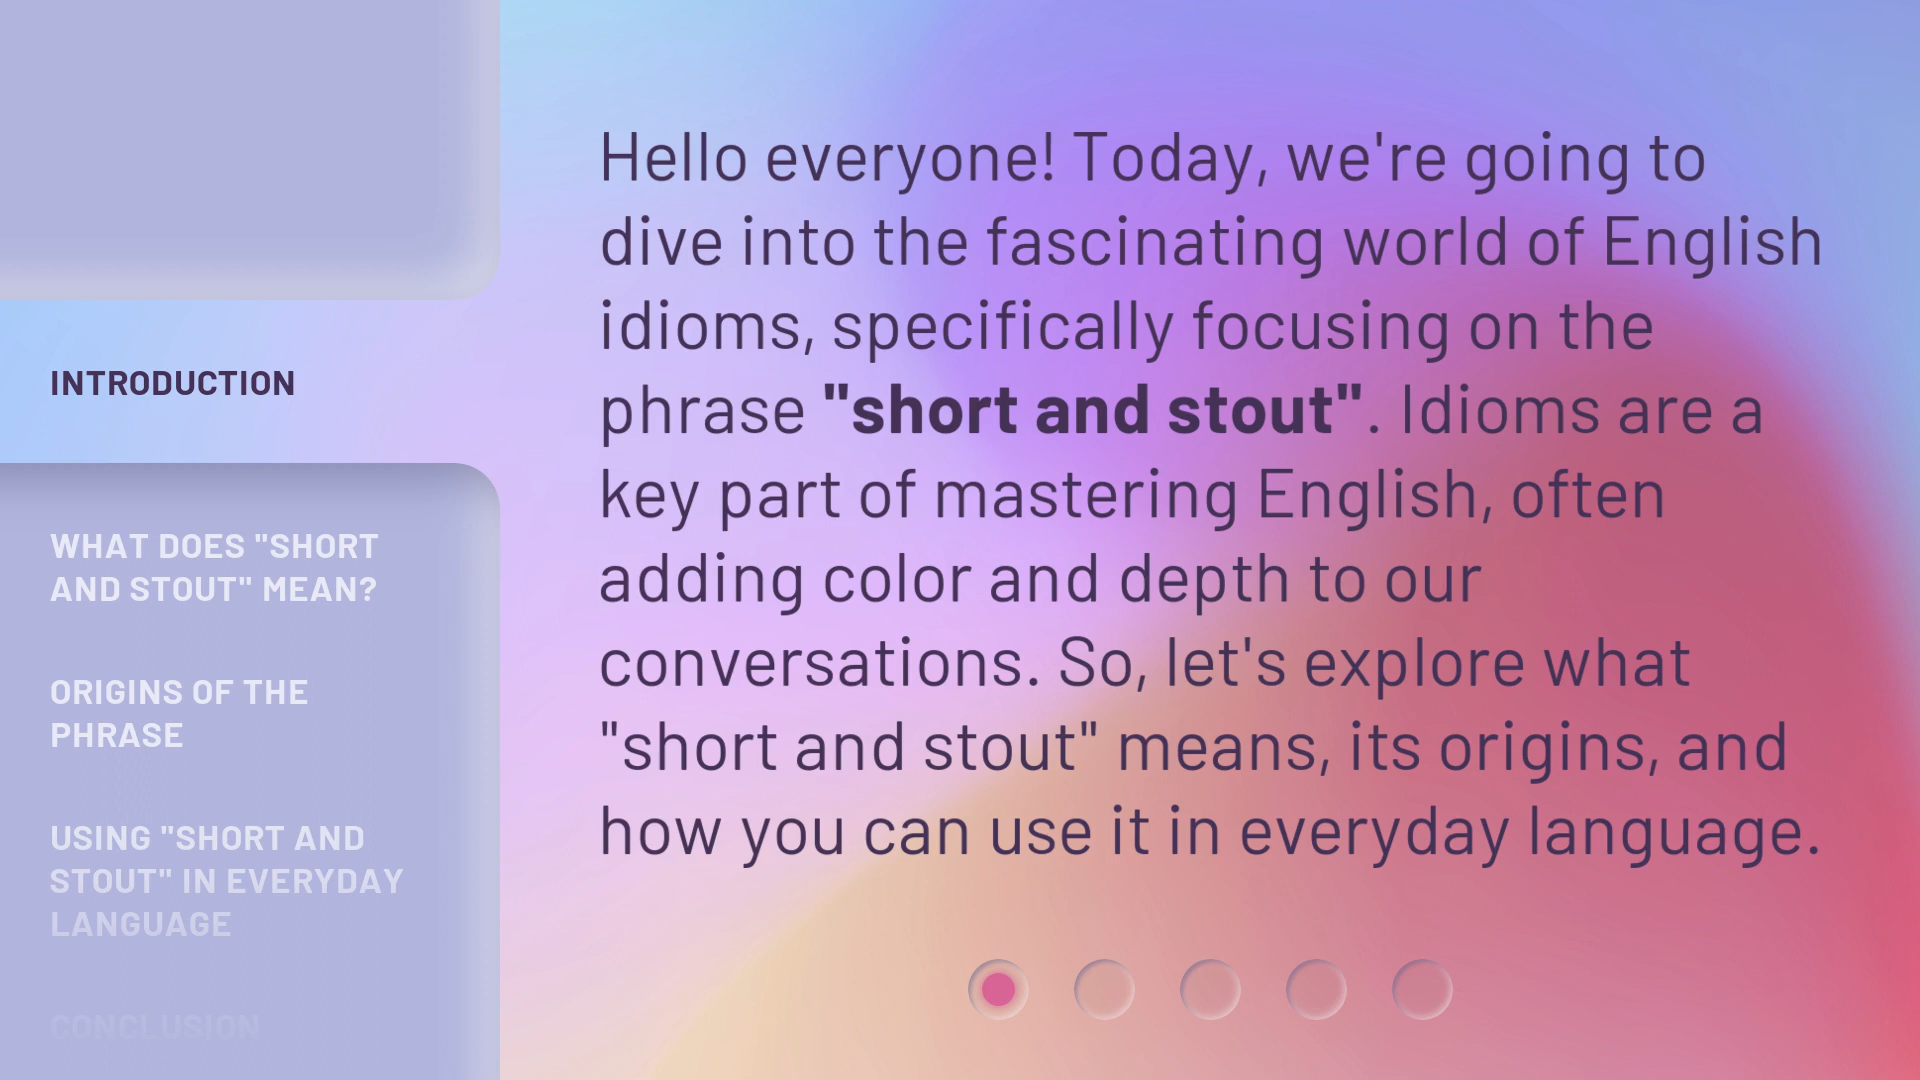 INTRODUCTION
WHAT DOES "SHORT
AND STOUT" MEAN?
ORIGINS OF THE
PHRASE
USING "SHORT AND
STOUT" IN EVERYDAY
LANGUAGE
CONCLUSION
Hello everyone! Today, we're going to
dive into the fascinating world of English
idioms, specifically focusing on the
phrase "short and stout". Idioms are a
key part of mastering English, often
adding color and depth to our
conversations. So, let's explore what
"short and stout" means, its origins, and
how you can use it in everyday language.